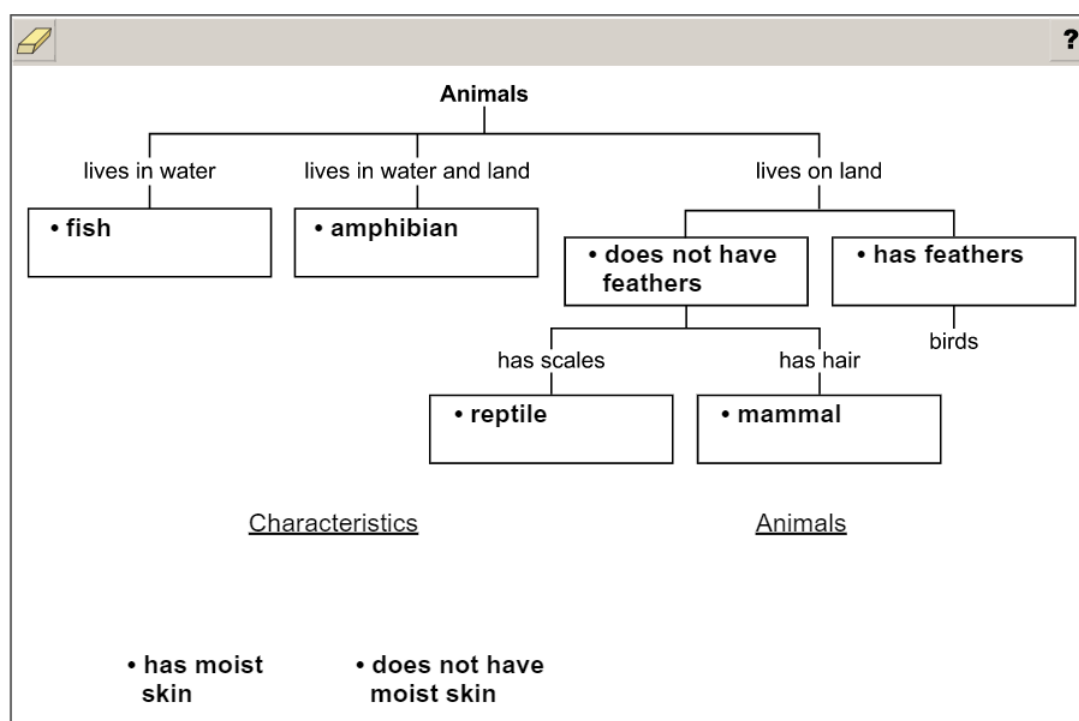 ?
Animals
lives in water lives in water and land lives on land
• fish • amphibian
• does not have
feathers
• has feathers
birds
has scales has hair
• reptile • mammal
Characteristics Animals
• has moist
skin
• does not have
moist skin